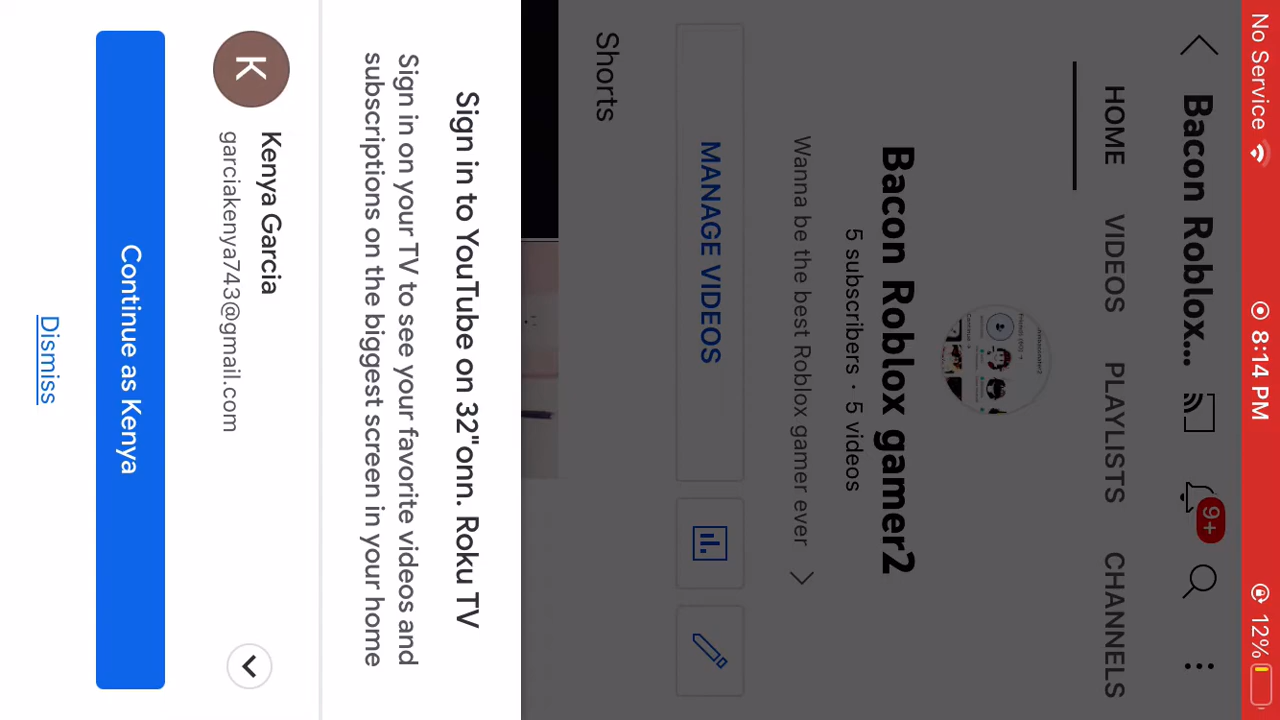 No Service 8:14 PM 12%
Bacon Roblox... 9+
HOME VIDEOS PLAYLISTS CHANNELS
Bacon Roblox gamer2
5 subscribers · 5 videos
Wanna be the best Roblox gamer ever
MANAGE VIDEOS
Shorts
Sign in to YouTube on 32"onn. Roku TV
Sign in on your TV to see your favorite videos and
subscriptions on the biggest screen in your home
K
Kenya Garcia
garciakenya743@gmail.com
Continue as Kenya
Dismiss